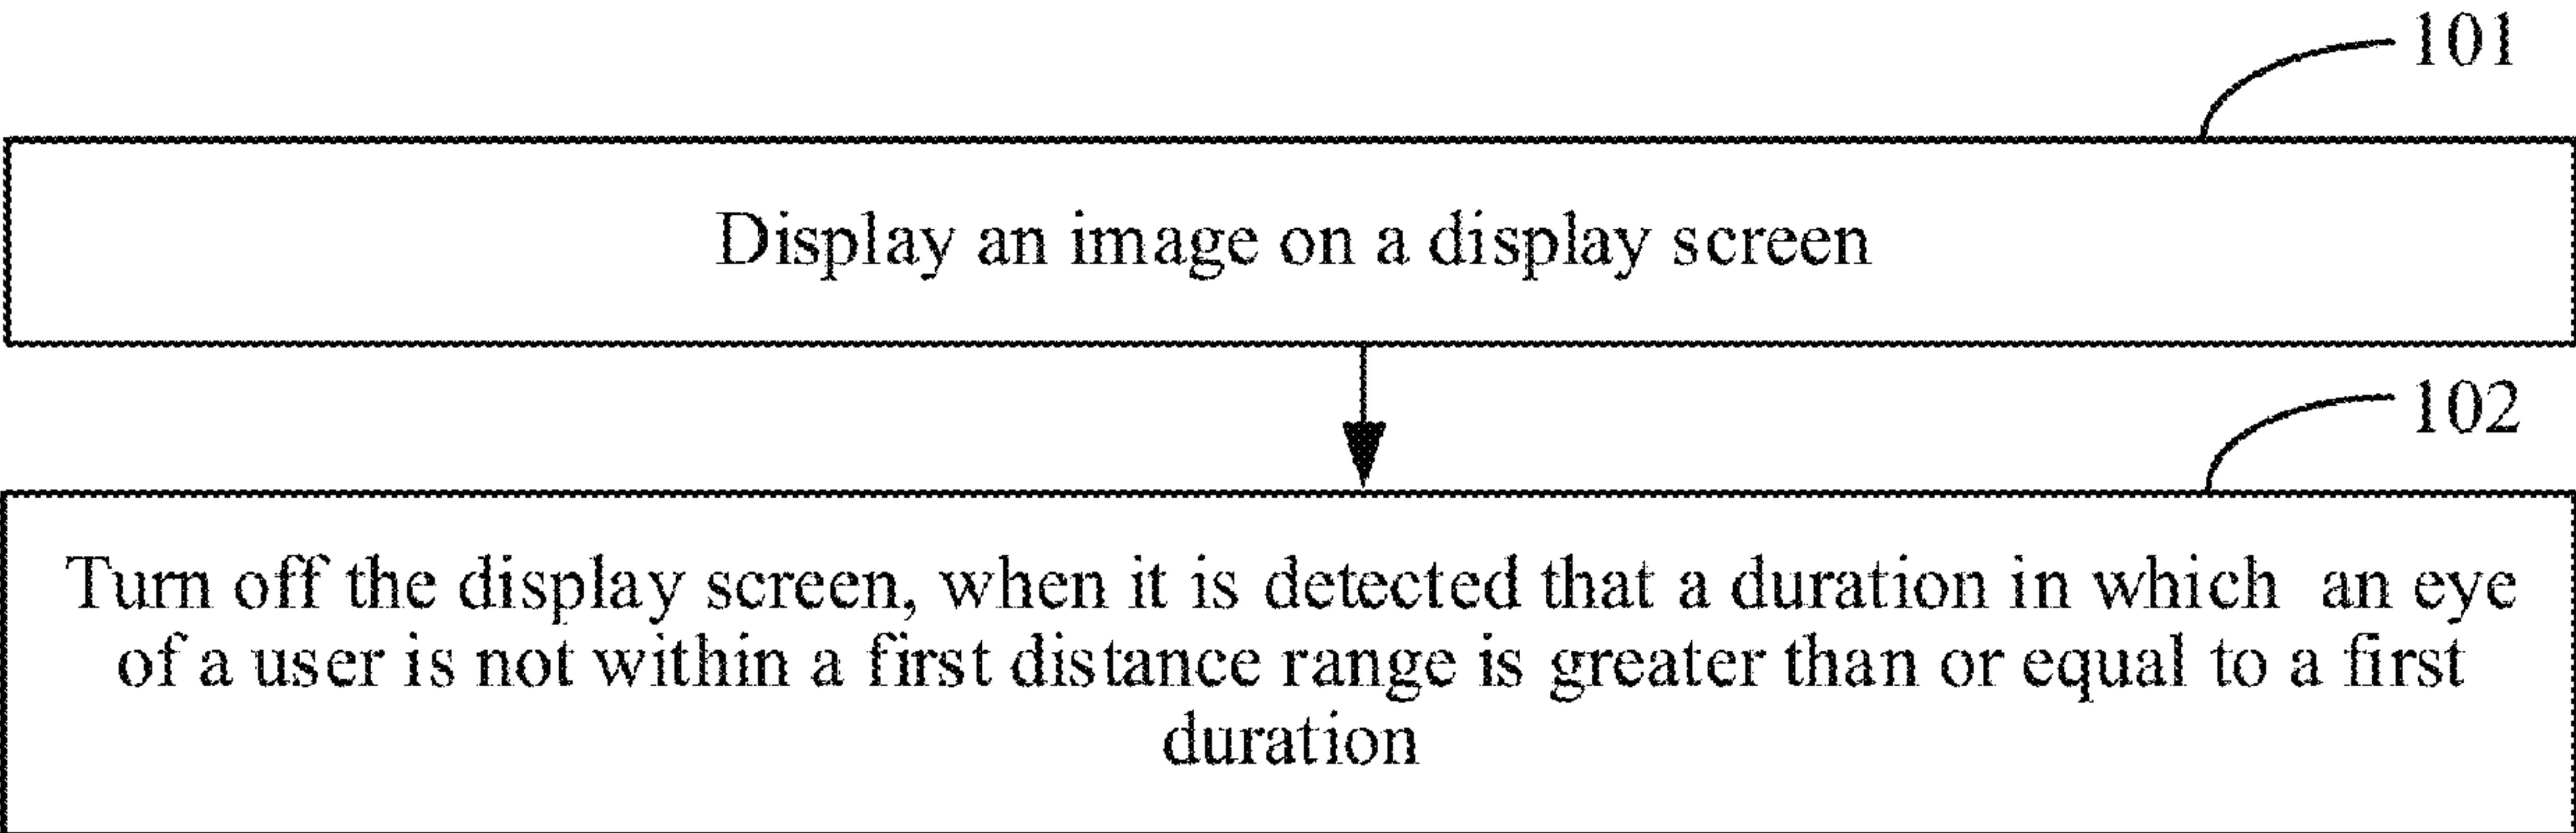 101
Display an image on a display screen
102
Turn off the display screen, when it is detected that a duration in which an eye
of a user is not within a first distance range is greater than or equal to a first
duration